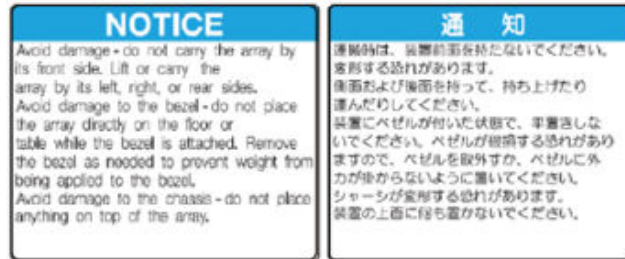 NOTICE
Avoid damage - do not carry the array by
its front side. Lift or carry the
array by its left, right, or rear sides.
Avoid damage to the bezel - do not place
the array directly on the floor or
table while the bezel is attached. Remove
the bezel as needed to prevent weight from
being applied to the bezel.
Avoid damage to the chassis - do not place
anything on top of the array.
通 知
運搬時は、装置前面を持たないでください。
変形する恐れがあります。
側面および後面を持って、持ち上げたり
運んだりしてください。
装置にベゼルが付いた状態で、平置きしな
いでください。ベゼルが破損する恐れがあり
ますので、ベゼルを取外すか、ベゼルに外
力が掛からないように置いてください。
シャーシが変形する恐れがあります。
装置の上面に何も置かないでください。